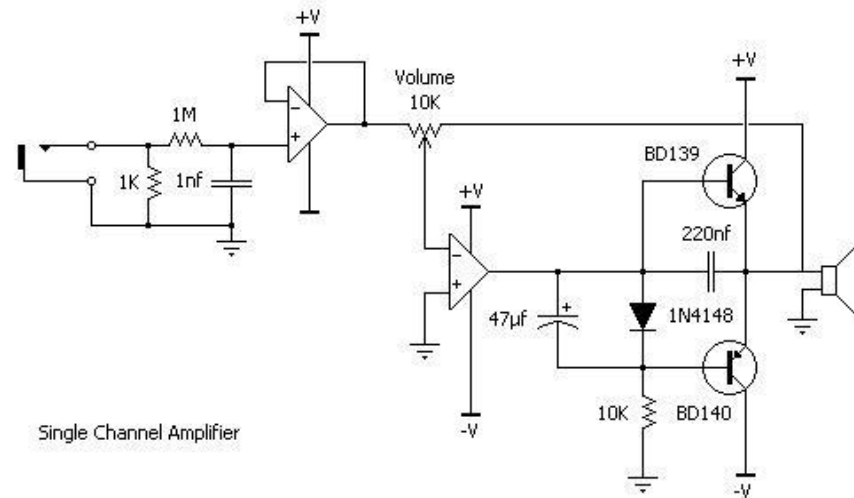 +V
+V
Volume
10K
1M
−
+
BD139
1K
1nf
+V
220nf
−
+
47µf
+
1N4148
10K
BD140
-V
-V
Single Channel Amplifier